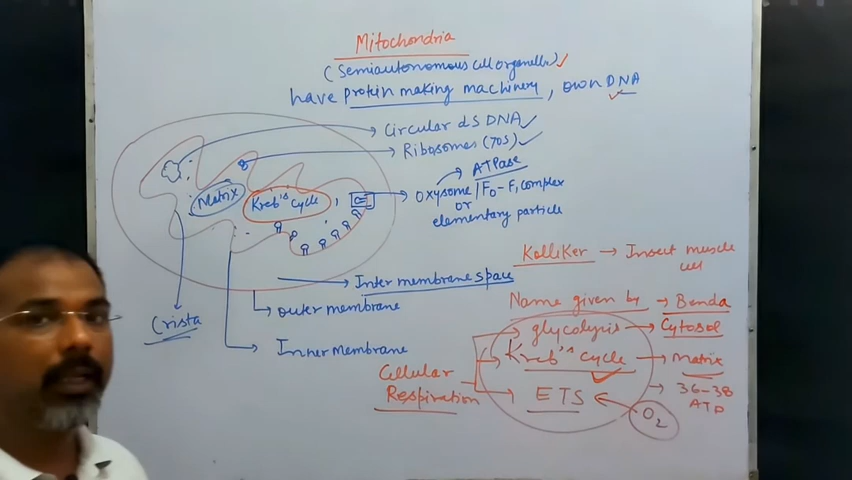 Mitochondria
(Semiautonomous cell organelle)
have protein making machinery, own DNA
Circular ds DNA
Ribosomes (70S)
ATPase
Oxysome / F0-F1 complex
or
elementary particle
Matrix
Kreb's cycle
Inter membrane space
outer membrane
Inner membrane
Crista
Kolliker → Insect muscle
cell
Name given by → Benda
glycolysis → Cytosol
Kreb's cycle → Matrix
ETS → 36-38
ATP
O2
Cellular
Respiration